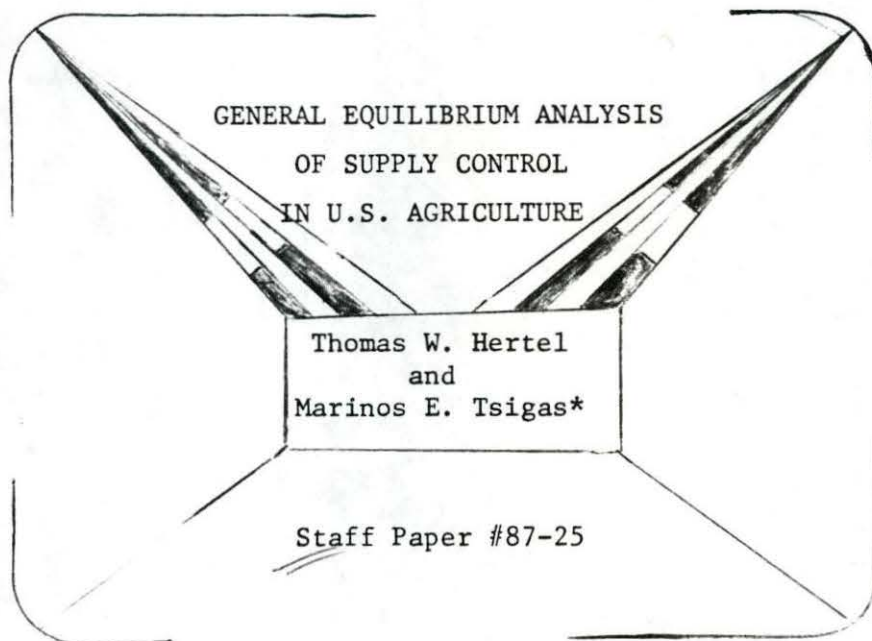 GENERAL EQUILIBRIUM ANALYSIS
OF SUPPLY CONTROL
IN U.S. AGRICULTURE
Thomas W. Hertel
and
Marinos E. Tsigas*
Staff Paper #87-25